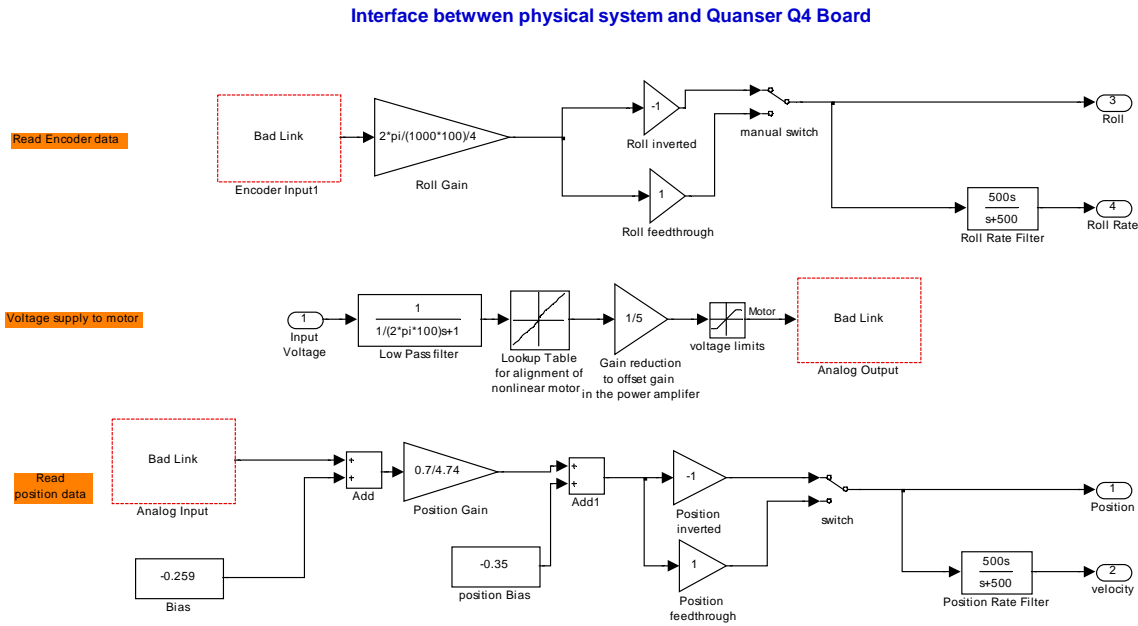 Interface betwwen physical system and Quanser Q4 Board
Read Encoder data
Bad Link
Encoder Input1
2*pi/(1000*100)/4
Roll Gain
-1
Roll inverted
1
Roll feedthrough
manual switch
3
Roll
500s
s+500
Roll Rate Filter
4
Roll Rate
Voltage supply to motor
1
Input
Voltage
1
1/(2*pi*100)s+1
Low Pass filter
Lookup Table
for alignment of
nonlinear motor
1/5
Gain reduction
to offset gain
in the power amplifer
voltage limits
Motor
Bad Link
Analog Output
Read
position data
Bad Link
Analog Input
-0.259
Bias
+
+
Add
0.7/4.74
Position Gain
-0.35
position Bias
+
+
Add1
-1
Position
inverted
1
Position
feedthrough
switch
1
Position
500s
s+500
Position Rate Filter
2
velocity